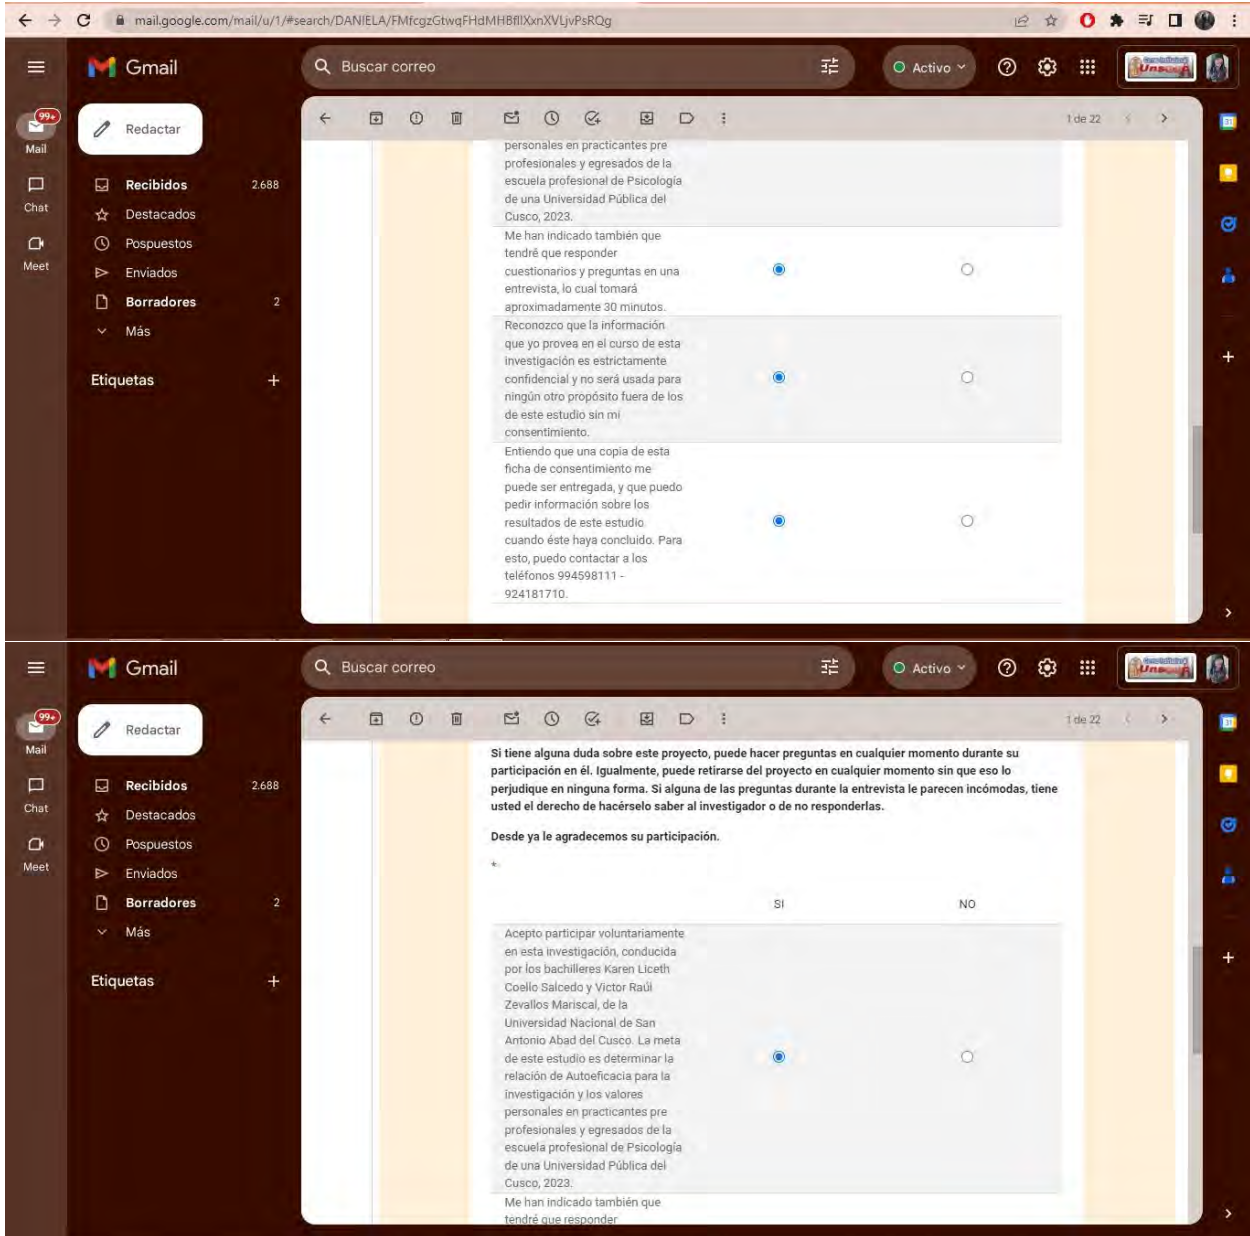 mail.google.com/mail/u/1/#search/DANIELA/FMfcgzGtwqFHdMHBfllXxnXVLjvPsRQg
Gmail
Buscar correo
Activo
99+
Mail
Chat
Meet
Redactar
Recibidos 2.688
Destacados
Pospuestos
Enviados
Borradores 2
Más
Etiquetas
1 de 22
personales en practicantes pre
profesionales y egresados de la
escuela profesional de Psicología
de una Universidad Pública del
Cusco, 2023.
Me han indicado también que
tendré que responder
cuestionarios y preguntas en una
entrevista, lo cual tomará
aproximadamente 30 minutos.
Reconozco que la información
que yo provea en el curso de esta
investigación es estrictamente
confidencial y no será usada para
ningún otro propósito fuera de los
de este estudio sin mi
consentimiento.
Entiendo que una copia de esta
ficha de consentimiento me
puede ser entregada, y que puedo
pedir información sobre los
resultados de este estudio
cuando éste haya concluido. Para
esto, puedo contactar a los
teléfonos 994598111 -
924181710.
Gmail
Buscar correo
Activo
99+
Mail
Chat
Meet
Redactar
Recibidos 2.688
Destacados
Pospuestos
Enviados
Borradores 2
Más
Etiquetas
1 de 22
Si tiene alguna duda sobre este proyecto, puede hacer preguntas en cualquier momento durante su
participación en él. Igualmente, puede retirarse del proyecto en cualquier momento sin que eso lo
perjudique en ninguna forma. Si alguna de las preguntas durante la entrevista le parecen incómodas, tiene
usted el derecho de hacérselo saber al investigador o de no responderlas.
Desde ya le agradecemos su participación.
*
SI NO
Acepto participar voluntariamente
en esta investigación, conducida
por los bachilleres Karen Liceth
Coello Salcedo y Victor Raúl
Zevallos Mariscal, de la
Universidad Nacional de San
Antonio Abad del Cusco. La meta
de este estudio es determinar la
relación de Autoeficacia para la
investigación y los valores
personales en practicantes pre
profesionales y egresados de la
escuela profesional de Psicología
de una Universidad Pública del
Cusco, 2023.
Me han indicado también que
tendré que responder